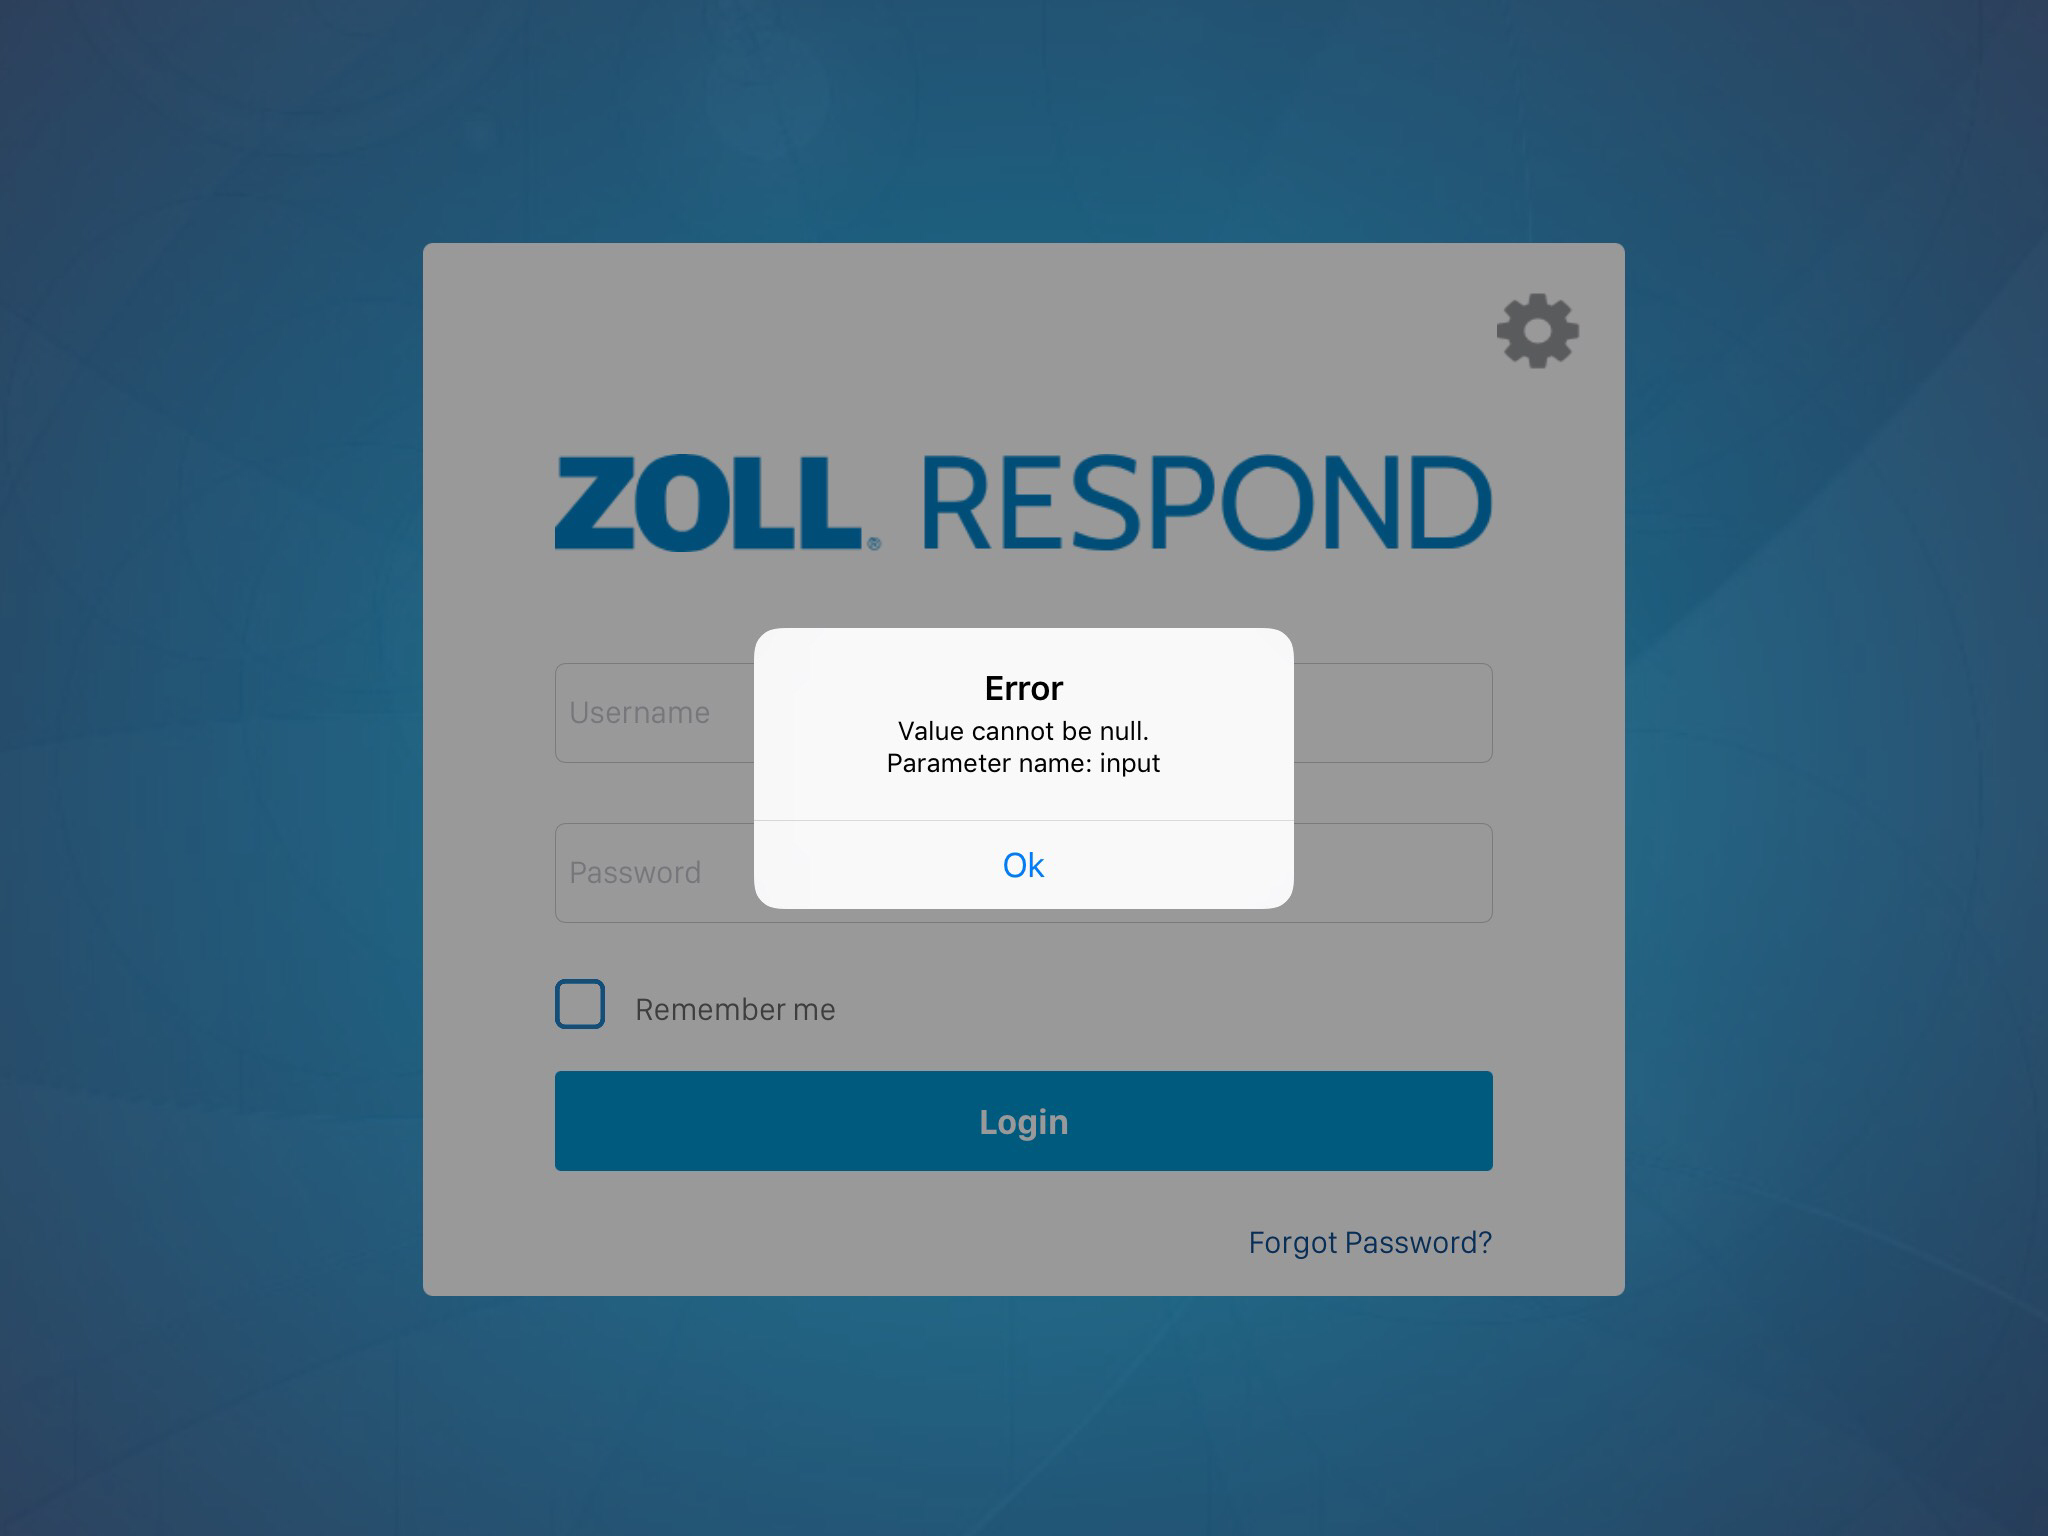 ZOLL® RESPOND
Username
Error
Value cannot be null.
Parameter name: input
Ok
Password
Remember me
Login
Forgot Password?